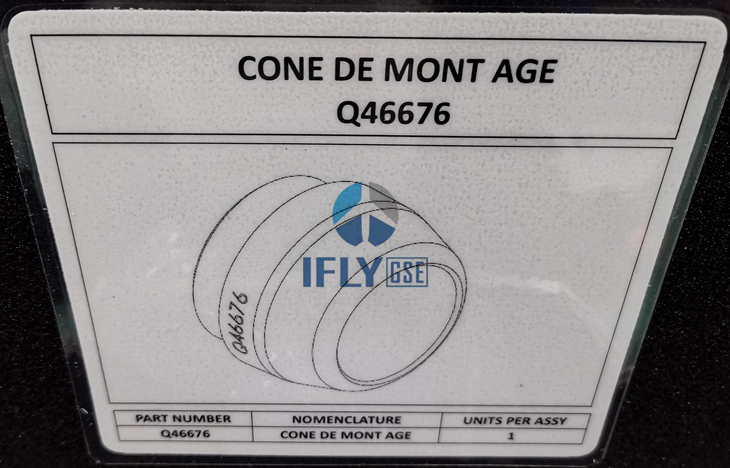 CONE DE MONT AGE
Q46676
Q46676
IFLY GSE
PART NUMBER NOMENCLATURE UNITS PER ASSY
Q46676 CONE DE MONT AGE 1